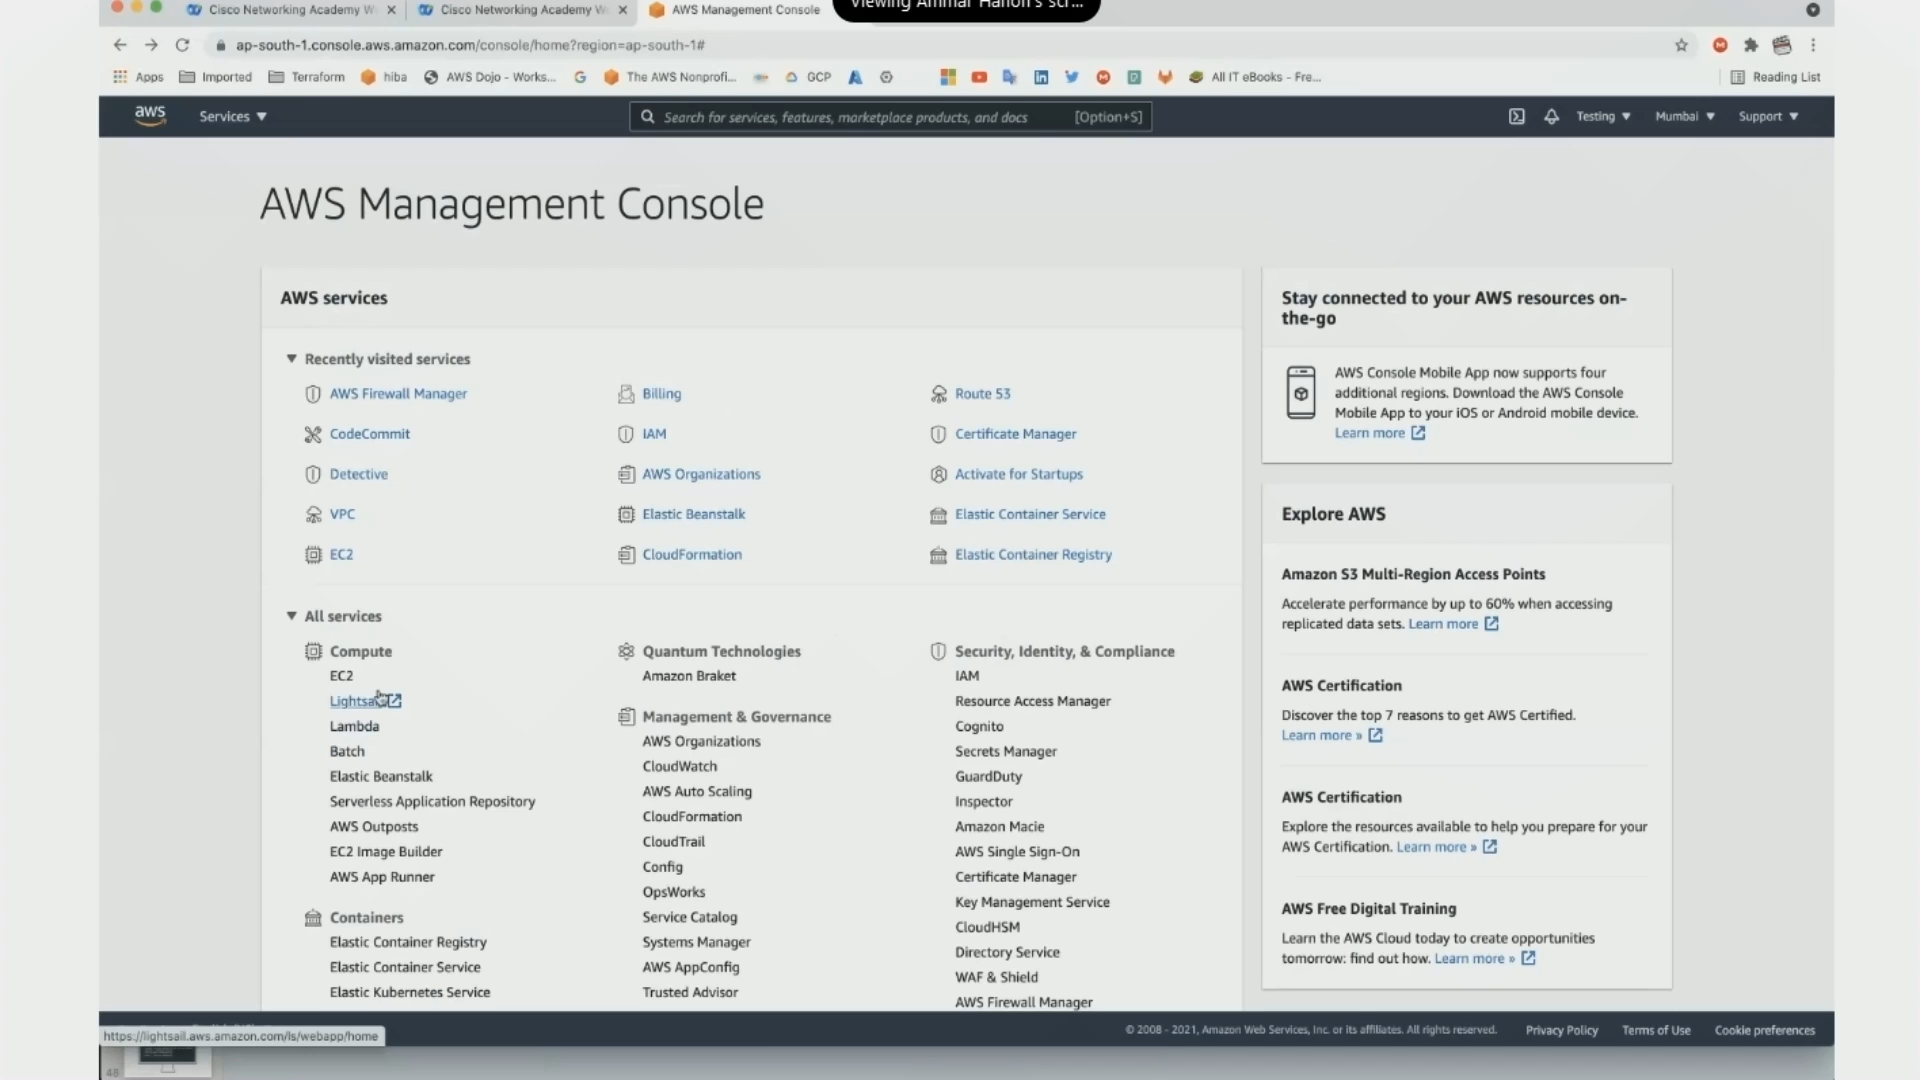 Cisco Networking Academy W
Cisco Networking Academy W
AWS Management Console
Viewing Ammar Hanon's scr...
ap-south-1.console.aws.amazon.com/console/home?region=ap-south-1#
Apps
Imported
Terraform
hiba
AWS Dojo - Works...
The AWS Nonprofi...
GCP
All IT eBooks - Fre...
Reading List
aws
Services ▼
Search for services, features, marketplace products, and docs
[Option+S]
Testing ▼
Mumbai ▼
Support ▼
AWS Management Console
AWS services
▼ Recently visited services
AWS Firewall Manager
Billing
Route 53
CodeCommit
IAM
Certificate Manager
Detective
AWS Organizations
Activate for Startups
VPC
Elastic Beanstalk
Elastic Container Service
EC2
CloudFormation
Elastic Container Registry
▼ All services
Compute
EC2
Lightsail
Lambda
Batch
Elastic Beanstalk
Serverless Application Repository
AWS Outposts
EC2 Image Builder
AWS App Runner
Containers
Elastic Container Registry
Elastic Container Service
Elastic Kubernetes Service
Quantum Technologies
Amazon Braket
Management & Governance
AWS Organizations
CloudWatch
AWS Auto Scaling
CloudFormation
CloudTrail
Config
OpsWorks
Service Catalog
Systems Manager
AWS AppConfig
Trusted Advisor
Security, Identity, & Compliance
IAM
Resource Access Manager
Cognito
Secrets Manager
GuardDuty
Inspector
Amazon Macie
AWS Single Sign-On
Certificate Manager
Key Management Service
CloudHSM
Directory Service
WAF & Shield
AWS Firewall Manager
Stay connected to your AWS resources on-
the-go
AWS Console Mobile App now supports four
additional regions. Download the AWS Console
Mobile App to your iOS or Android mobile device.
Learn more
Explore AWS
Amazon S3 Multi-Region Access Points
Accelerate performance by up to 60% when accessing
replicated data sets. Learn more
AWS Certification
Discover the top 7 reasons to get AWS Certified.
Learn more »
AWS Certification
Explore the resources available to help you prepare for your
AWS Certification. Learn more »
AWS Free Digital Training
Learn the AWS Cloud today to create opportunities
tomorrow: find out how. Learn more »
https://lightsail.aws.amazon.com/ls/webapp/home
© 2008 - 2021, Amazon Web Services, Inc. or its affiliates. All rights reserved.
Privacy Policy
Terms of Use
Cookie preferences
48